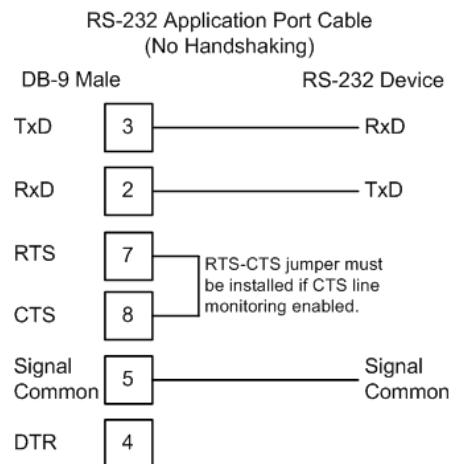 RS-232 Application Port Cable
(No Handshaking)
DB-9 Male
RS-232 Device
TxD
3
RxD
RxD
2
TxD
RTS
7
RTS-CTS jumper must
be installed if CTS line
monitoring enabled.
CTS
8
Signal
Common
5
Signal
Common
DTR
4